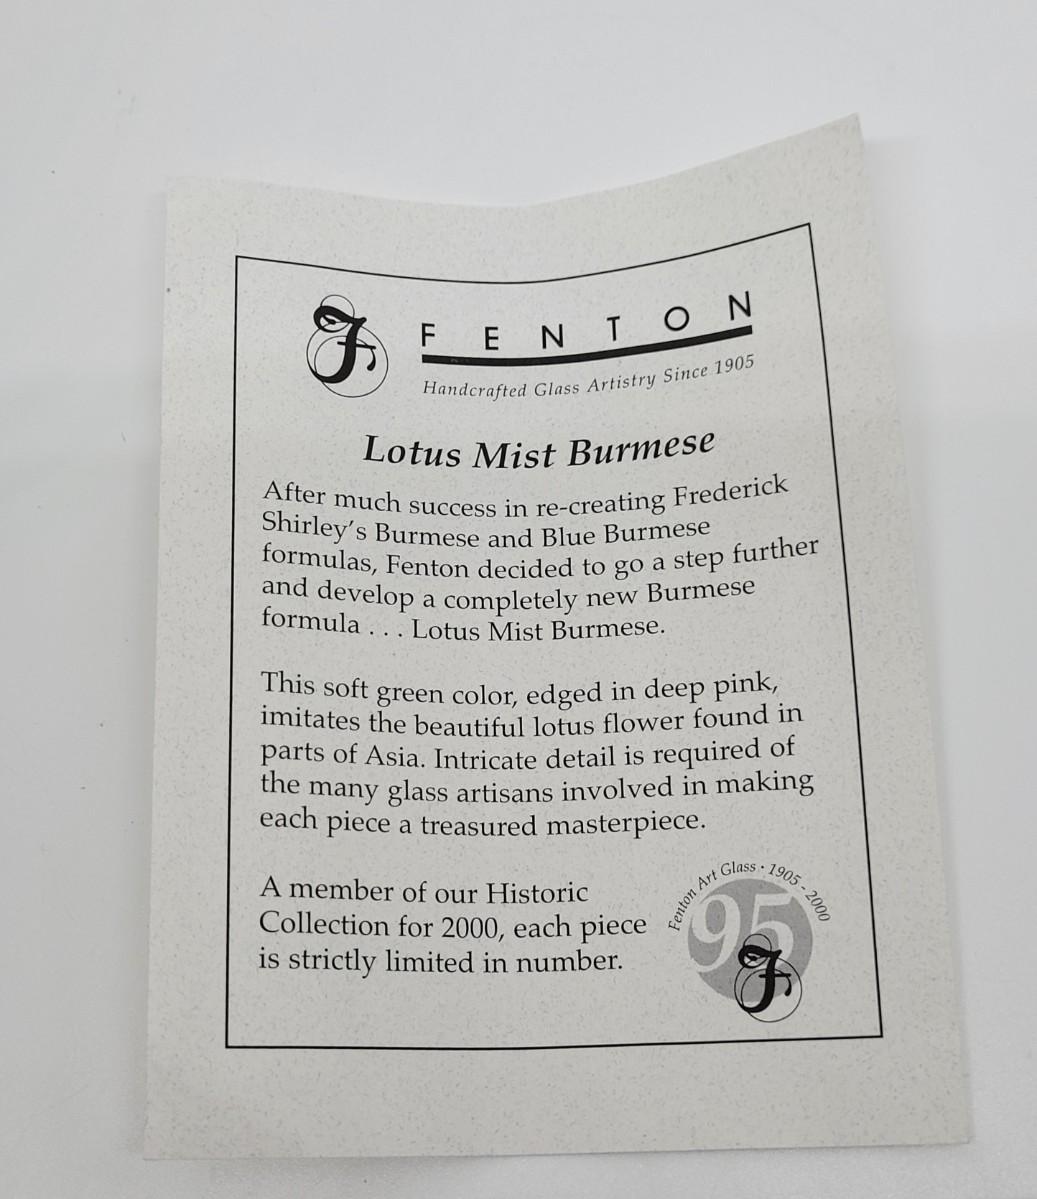 F
FENTON
Handcrafted Glass Artistry Since 1905
Lotus Mist Burmese
After much success in re-creating Frederick
Shirley's Burmese and Blue Burmese
formulas, Fenton decided to go a step further
and develop a completely new Burmese
formula . . . Lotus Mist Burmese.
This soft green color, edged in deep pink,
imitates the beautiful lotus flower found in
parts of Asia. Intricate detail is required of
the many glass artisans involved in making
each piece a treasured masterpiece.
A member of our Historic
Collection for 2000, each piece
is strictly limited in number.
Fenton Art Glass · 1905 - 2000
95
F